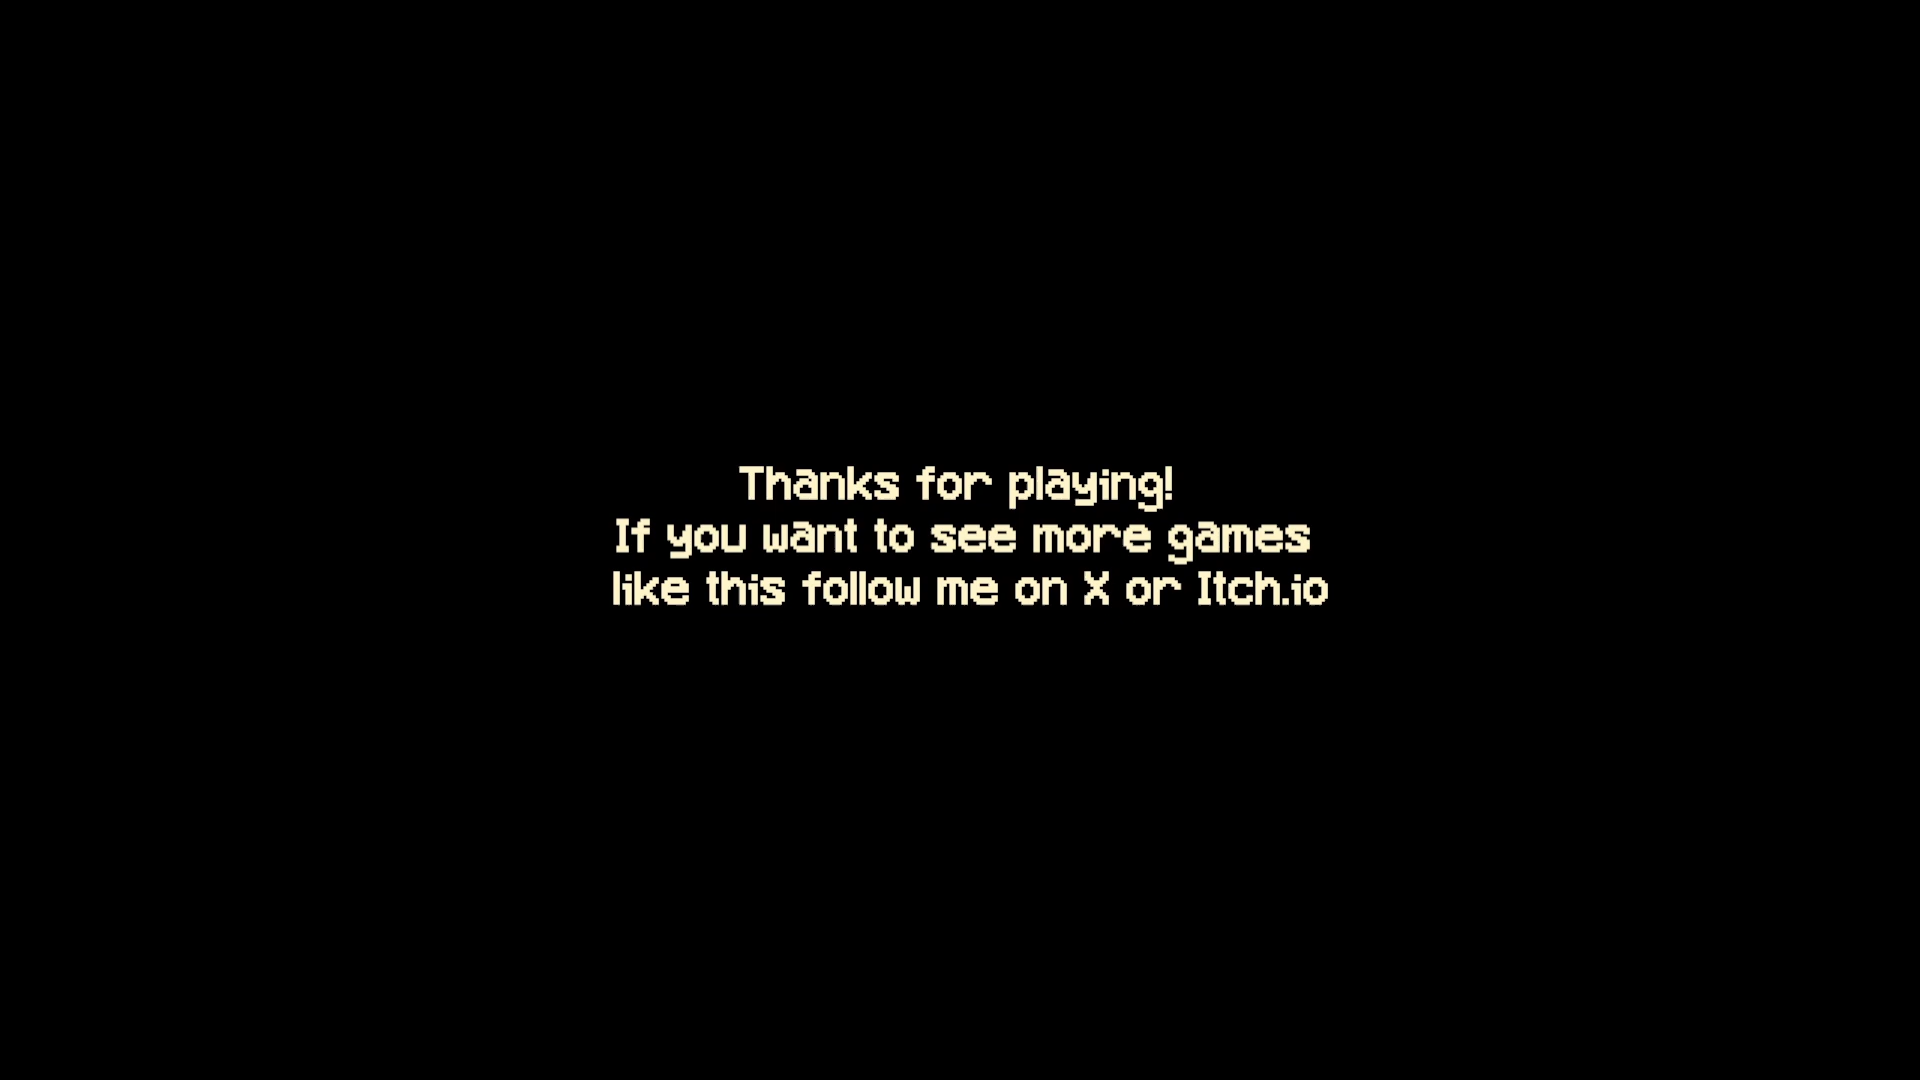 Thanks for playing!
If you want to see more games
like this follow me on X or Itch.io